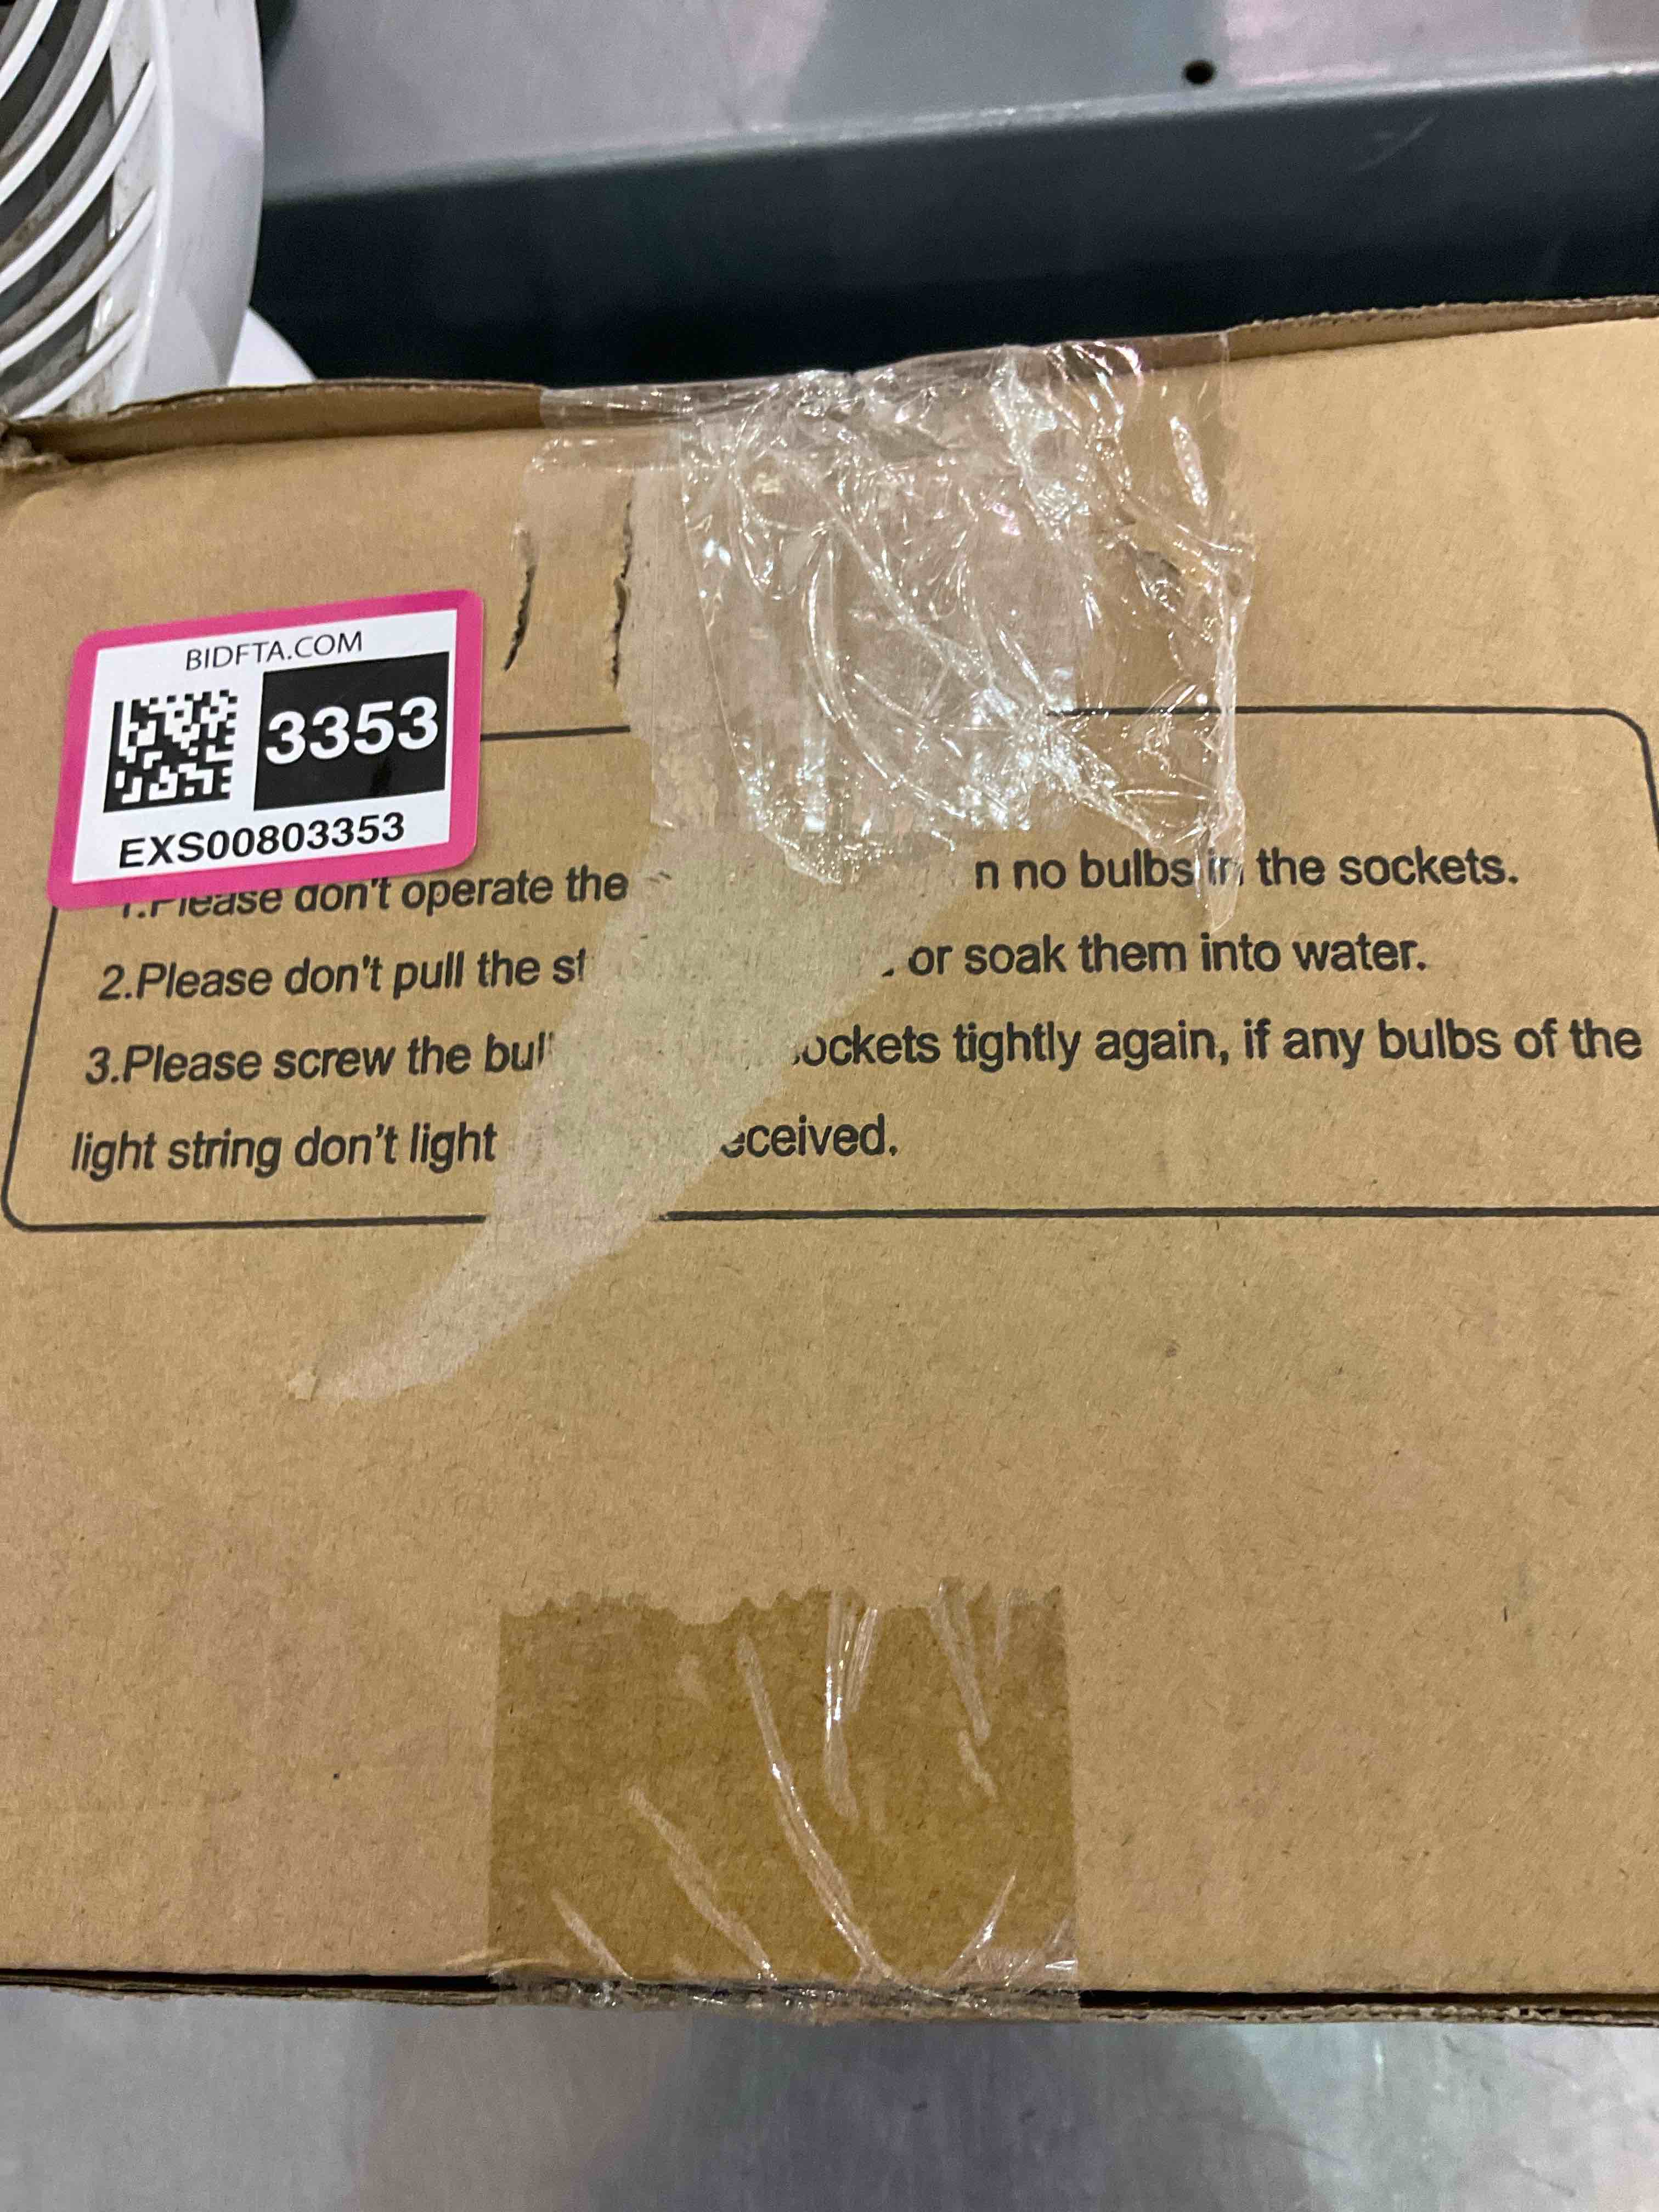 BIDFTA.COM
3353
EXS00803353
1.Please don't operate the n no bulbs in the sockets.
2.Please don't pull the st or soak them into water.
3.Please screw the bul ockets tightly again, if any bulbs of the
light string don't light eceived.